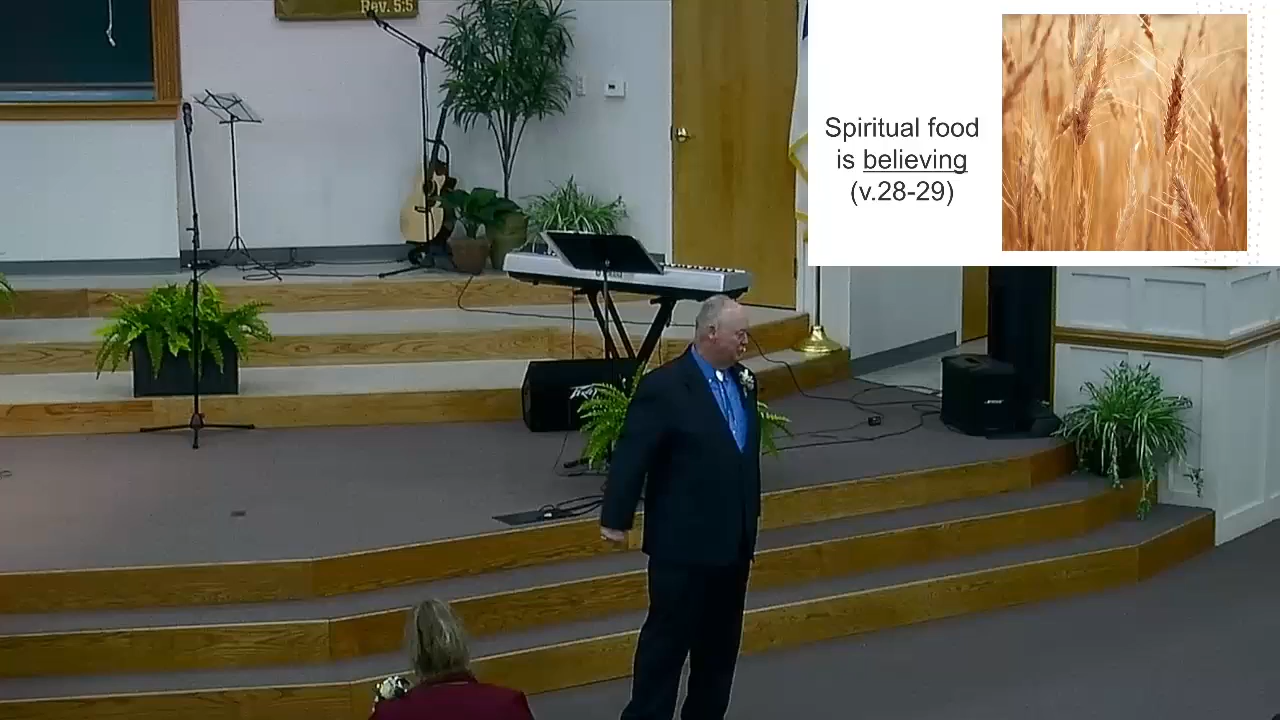 Rev. 5:5
Spiritual food
is believing
(v.28-29)